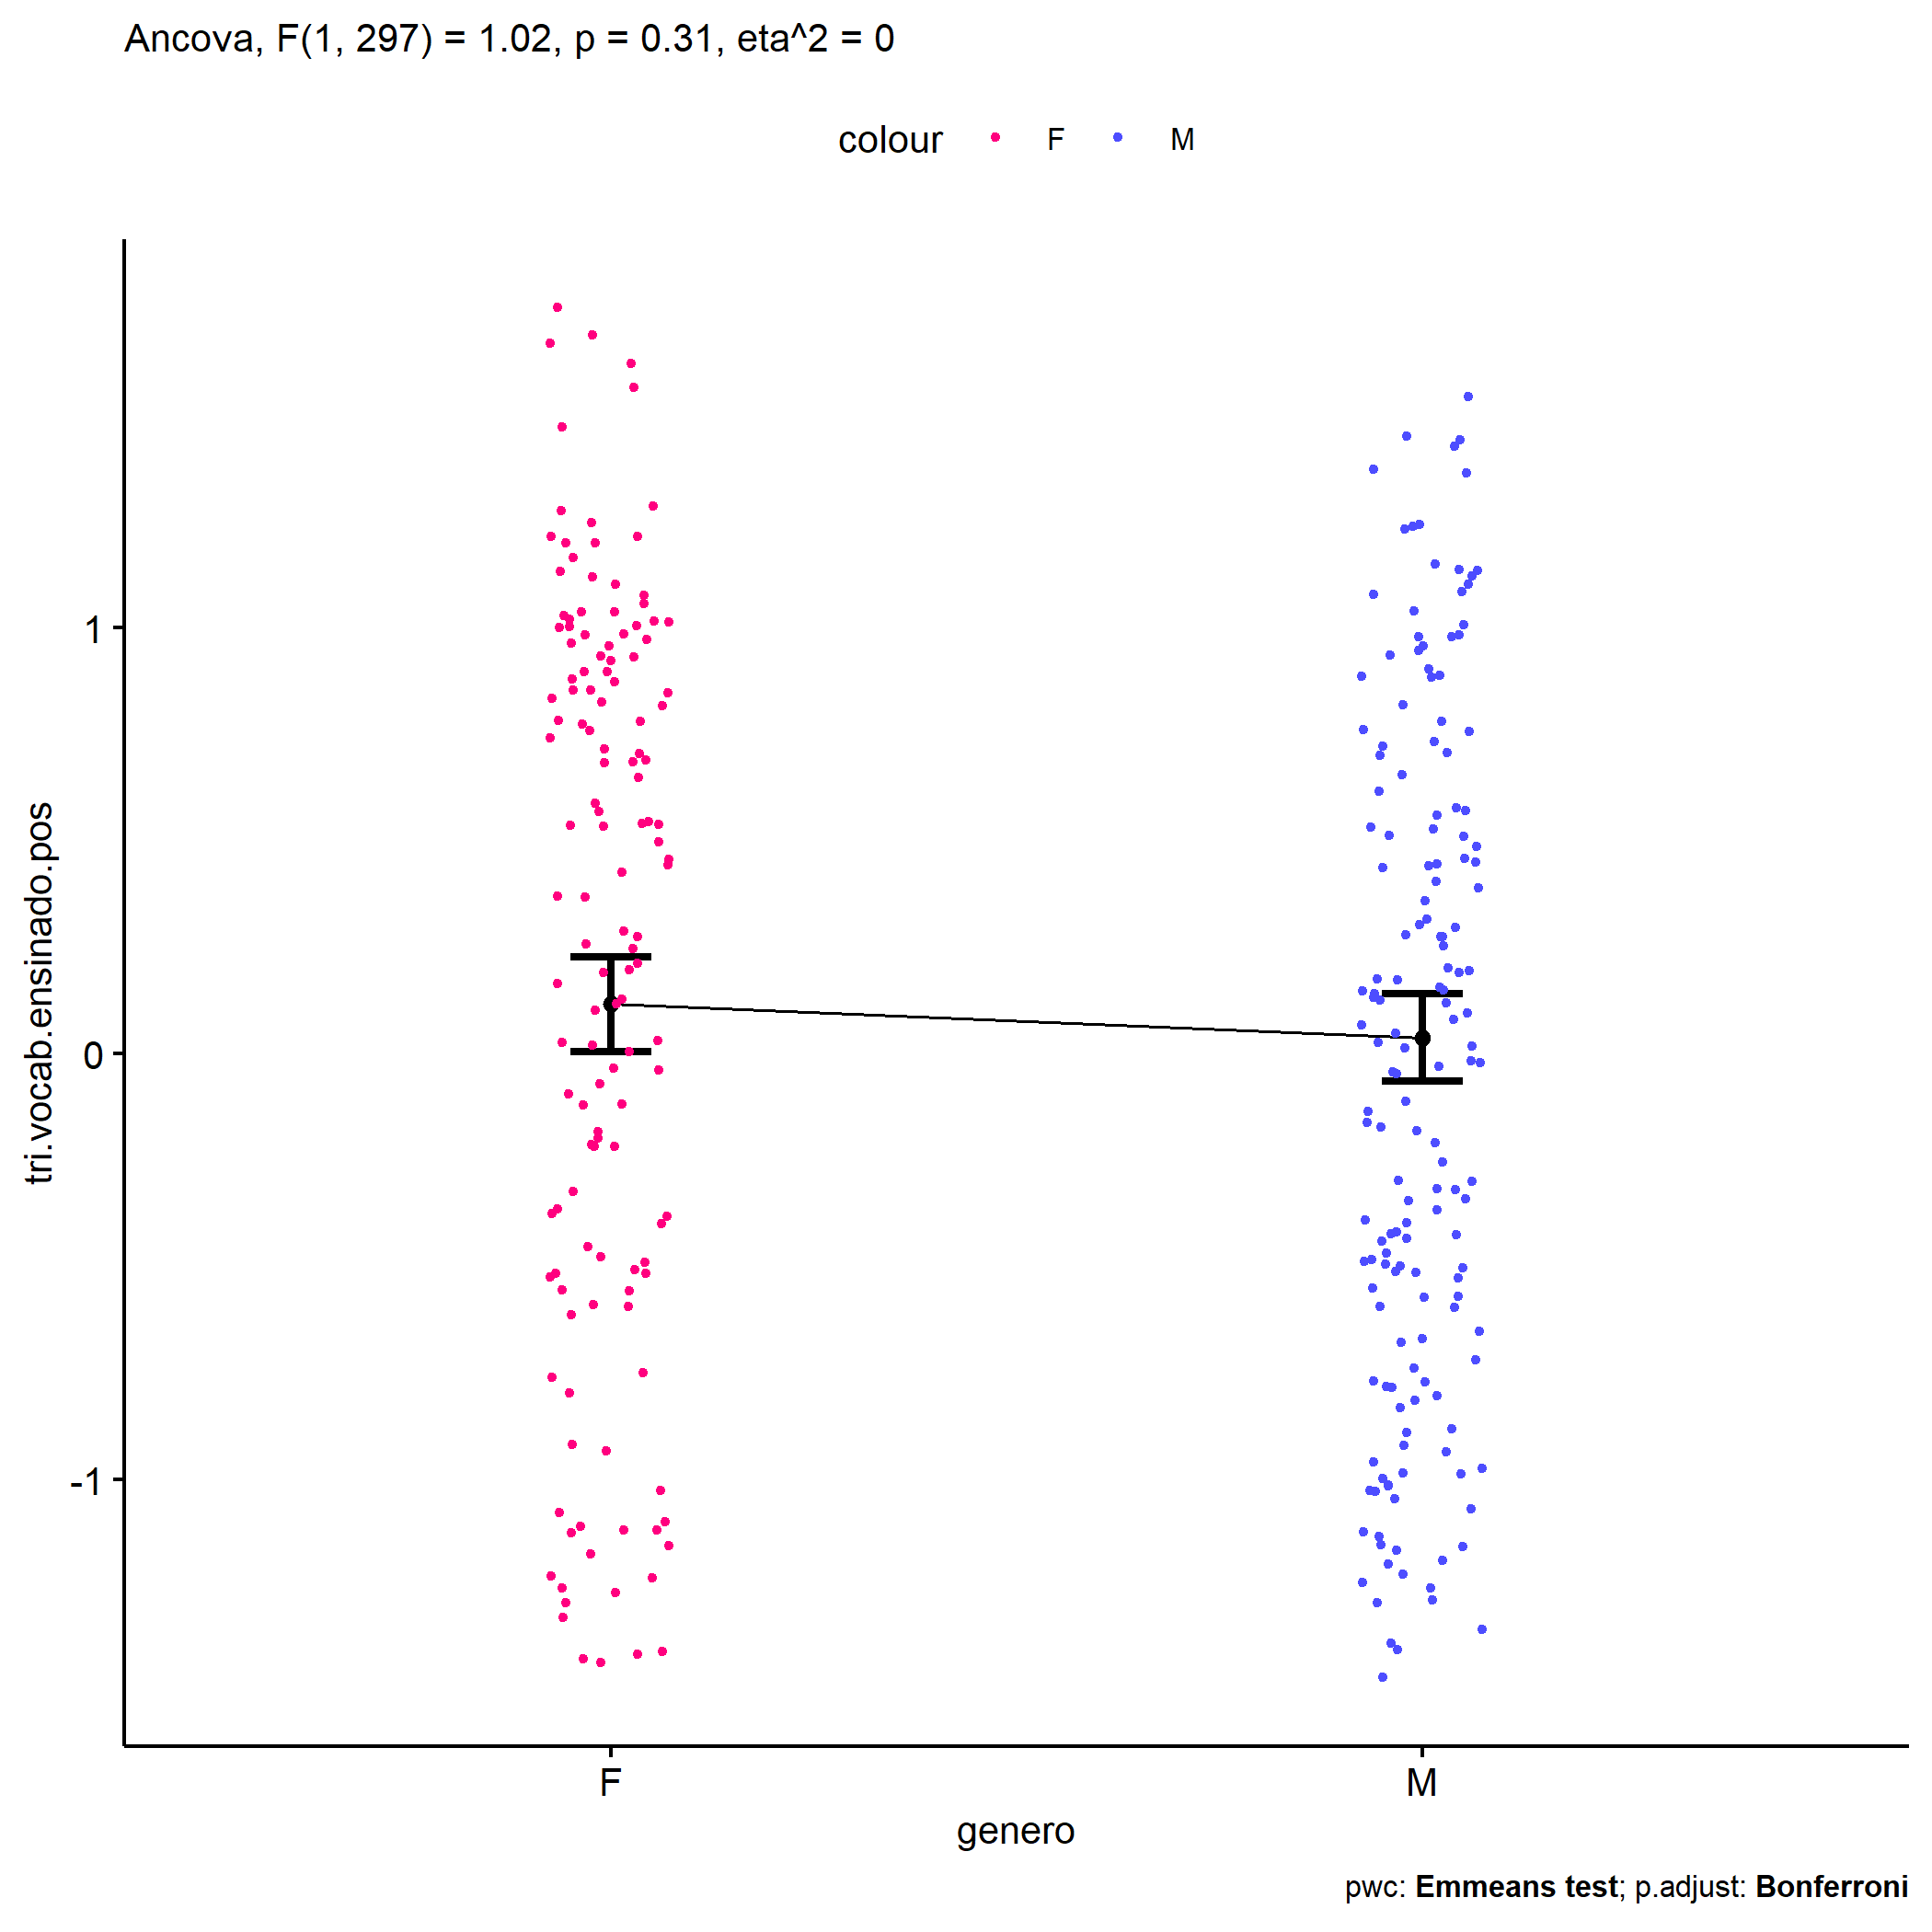 Ancova, F(1, 297) = 1.02, p = 0.31, eta^2 = 0
colour F M
tri.vocab.ensinado.pos
1
0
-1
F M
genero
pwc: Emmeans test; p.adjust: Bonferroni